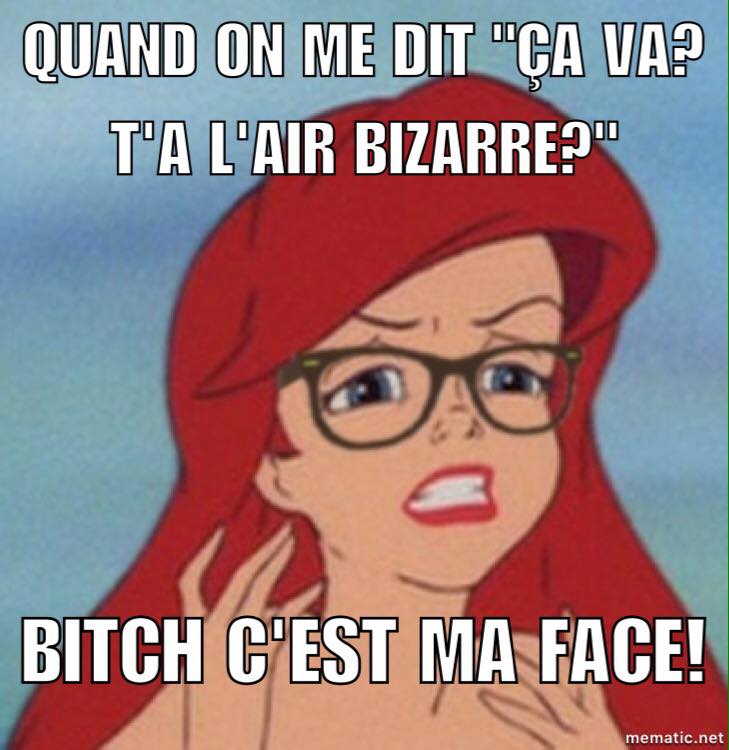 QUAND ON ME DIT "ÇA VA?
T'A L'AIR BIZARRE?"
BITCH C'EST MA FACE!
mematic.net